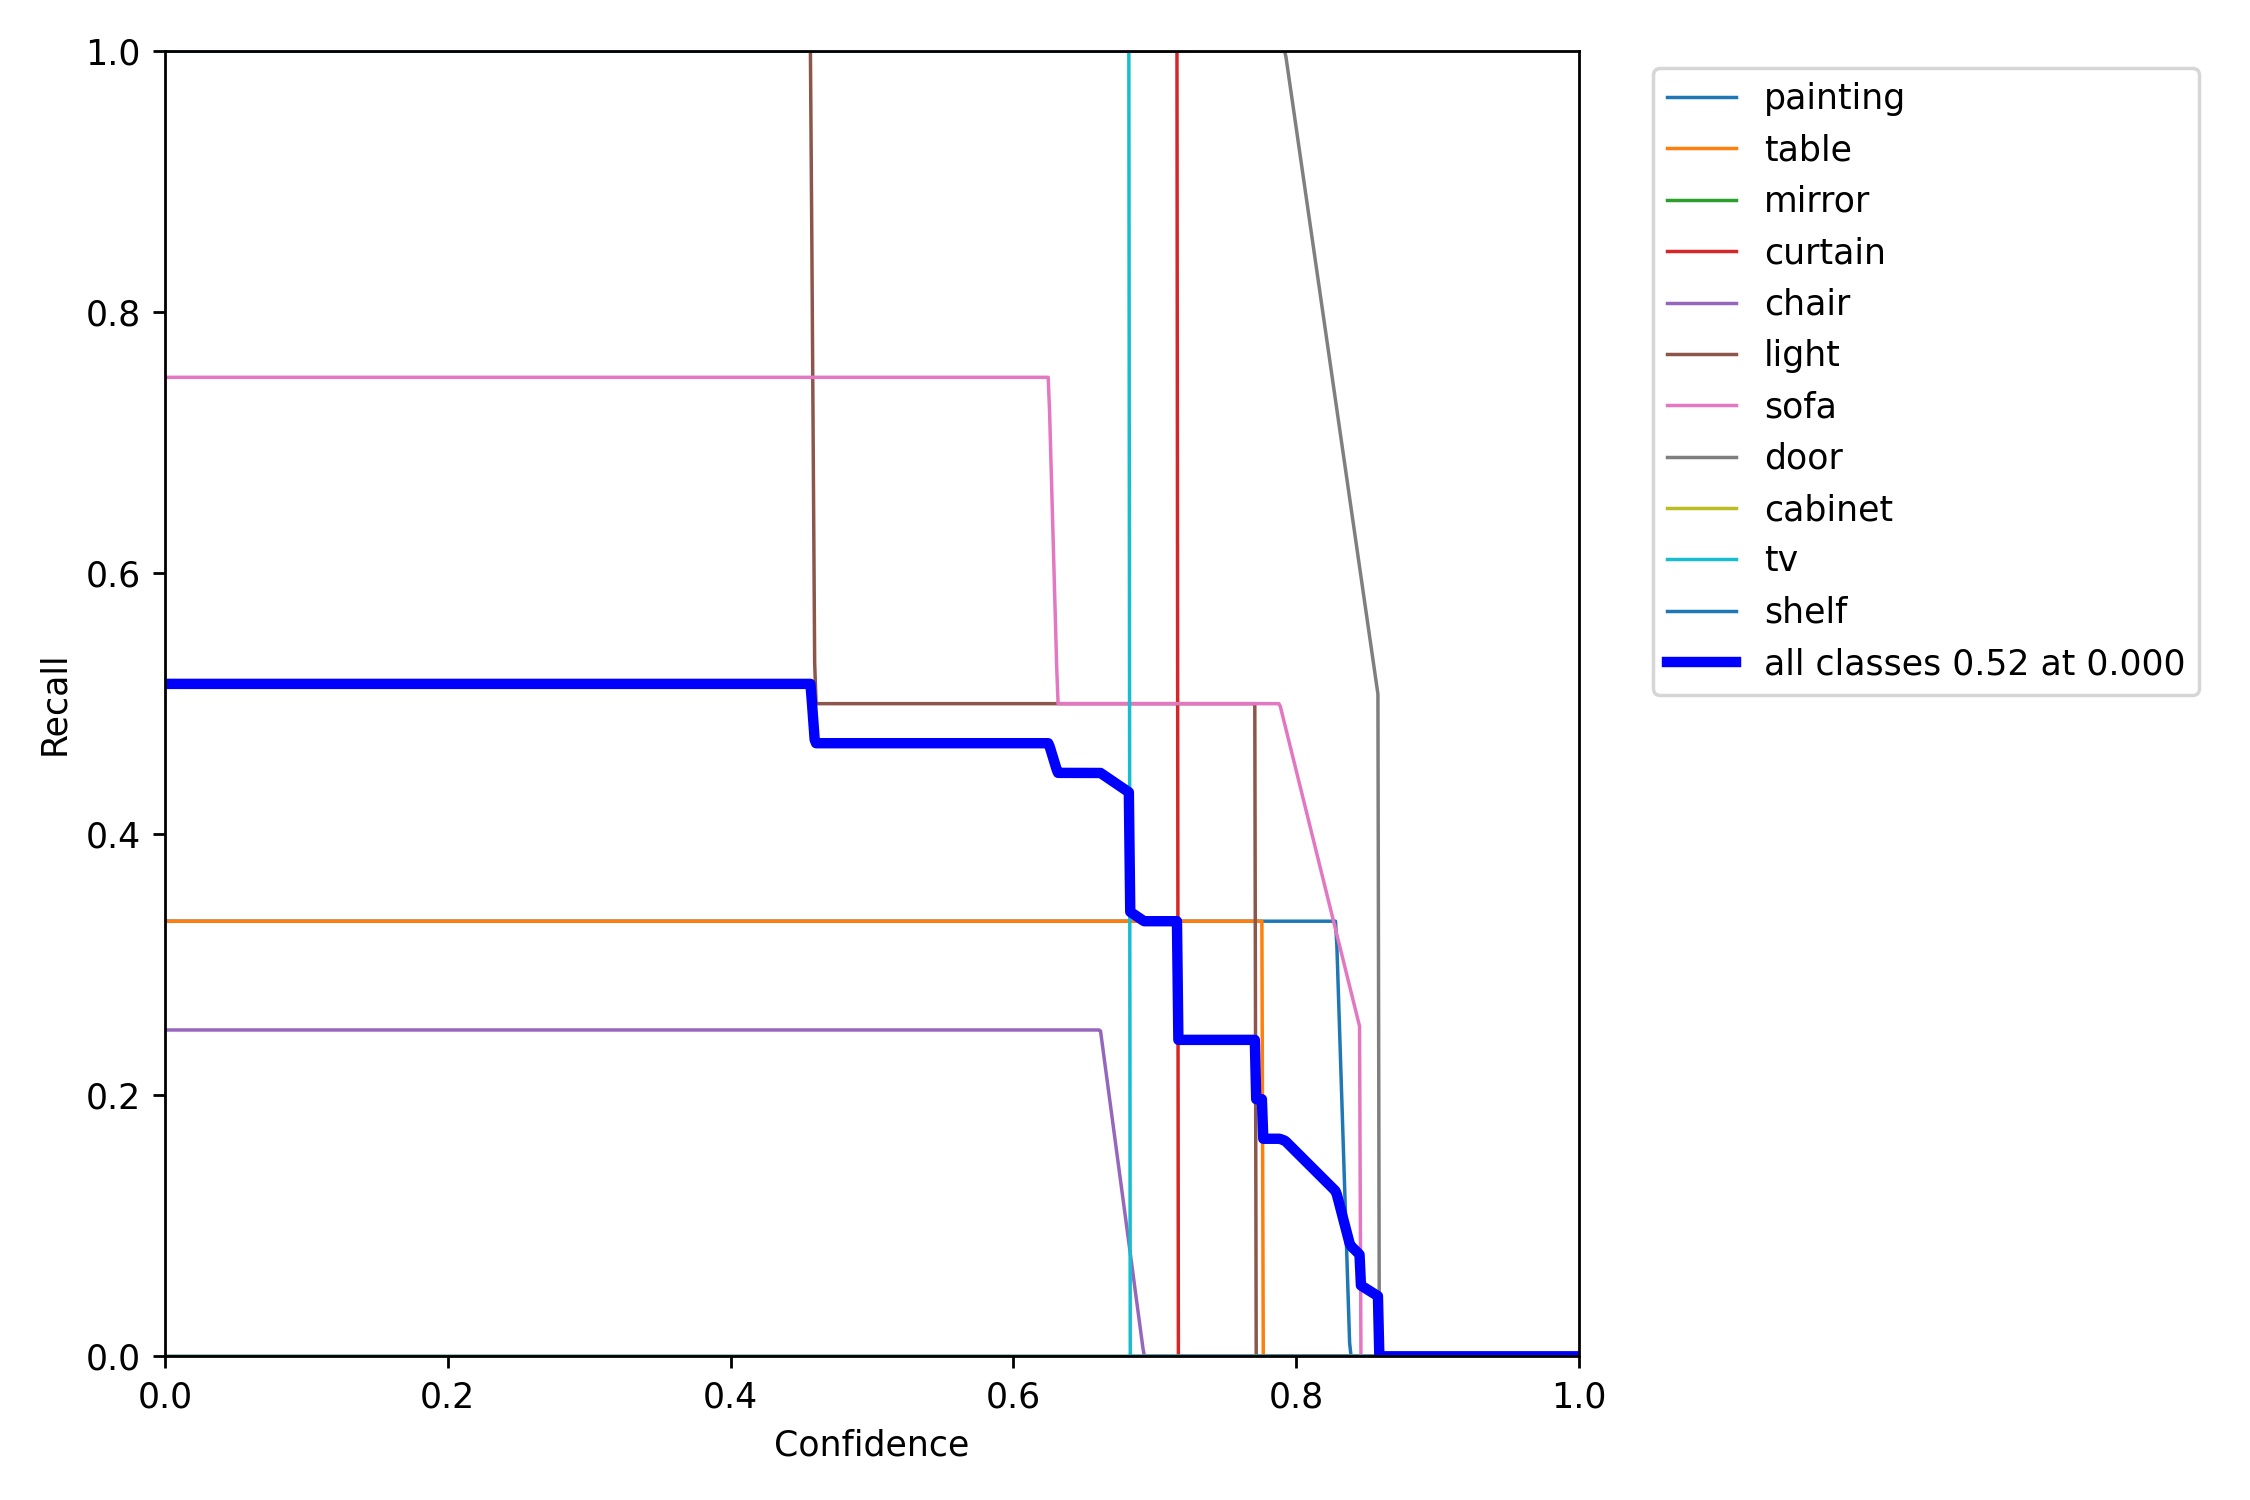 1.0
0.8
0.6
0.4
0.2
0.0
Recall
0.0 0.2 0.4 0.6 0.8 1.0
Confidence
painting
table
mirror
curtain
chair
light
sofa
door
cabinet
tv
shelf
all classes 0.52 at 0.000